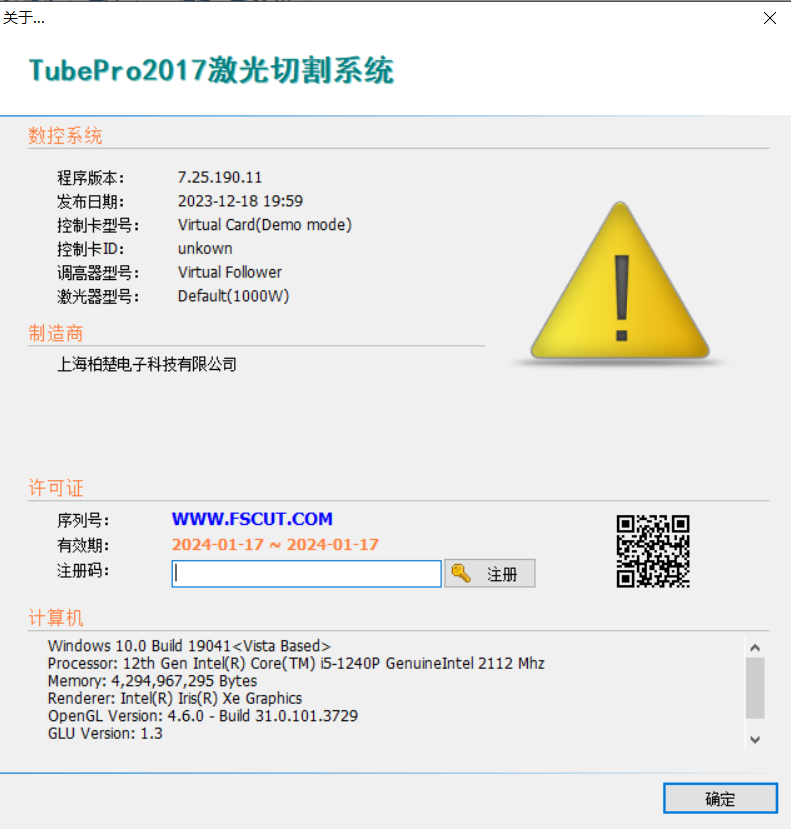 关于...
TubePro2017激光切割系统
数控系统
程序版本: 7.25.190.11
发布日期: 2023-12-18 19:59
控制卡型号: Virtual Card(Demo mode)
控制卡ID: unkown
调高器型号: Virtual Follower
激光器型号: Default(1000W)
制造商
上海柏楚电子科技有限公司
许可证
序列号: WWW.FSCUT.COM
有效期: 2024-01-17 ~ 2024-01-17
注册码: 注册
计算机
Windows 10.0 Build 19041<Vista Based>
Processor: 12th Gen Intel(R) Core(TM) i5-1240P GenuineIntel 2112 Mhz
Memory: 4,294,967,295 Bytes
Renderer: Intel(R) Iris(R) Xe Graphics
OpenGL Version: 4.6.0 - Build 31.0.101.3729
GLU Version: 1.3
确定